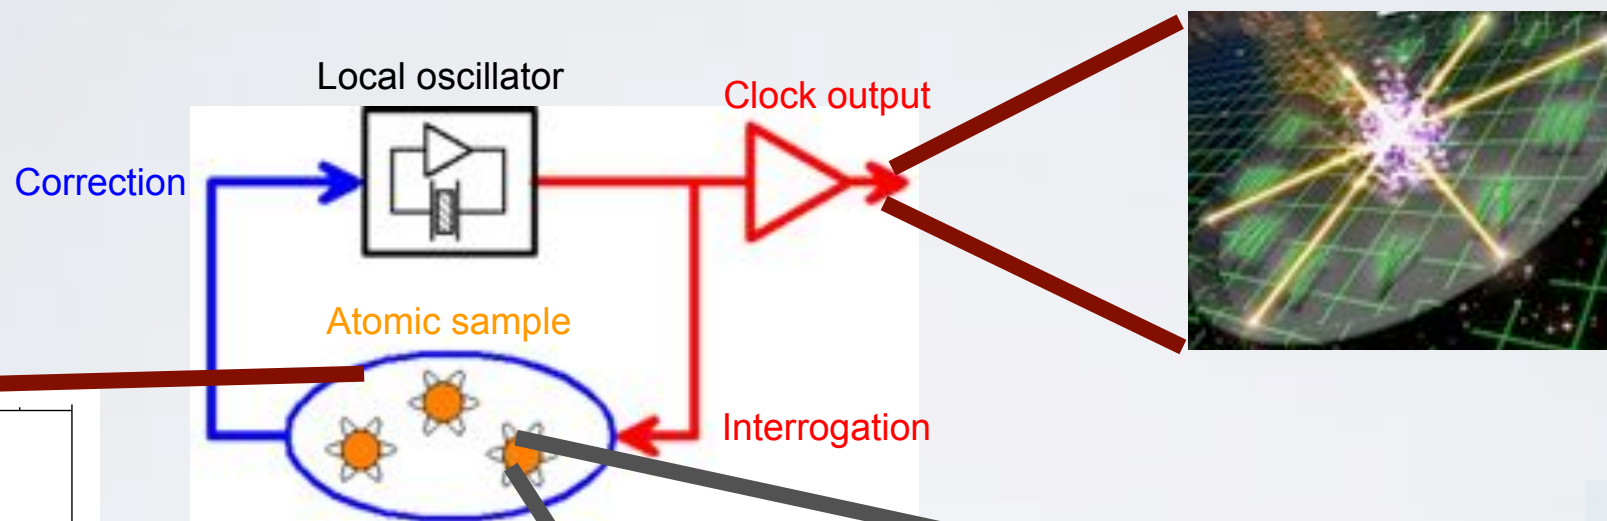 Local oscillator
Clock output
Correction
Atomic sample
Interrogation